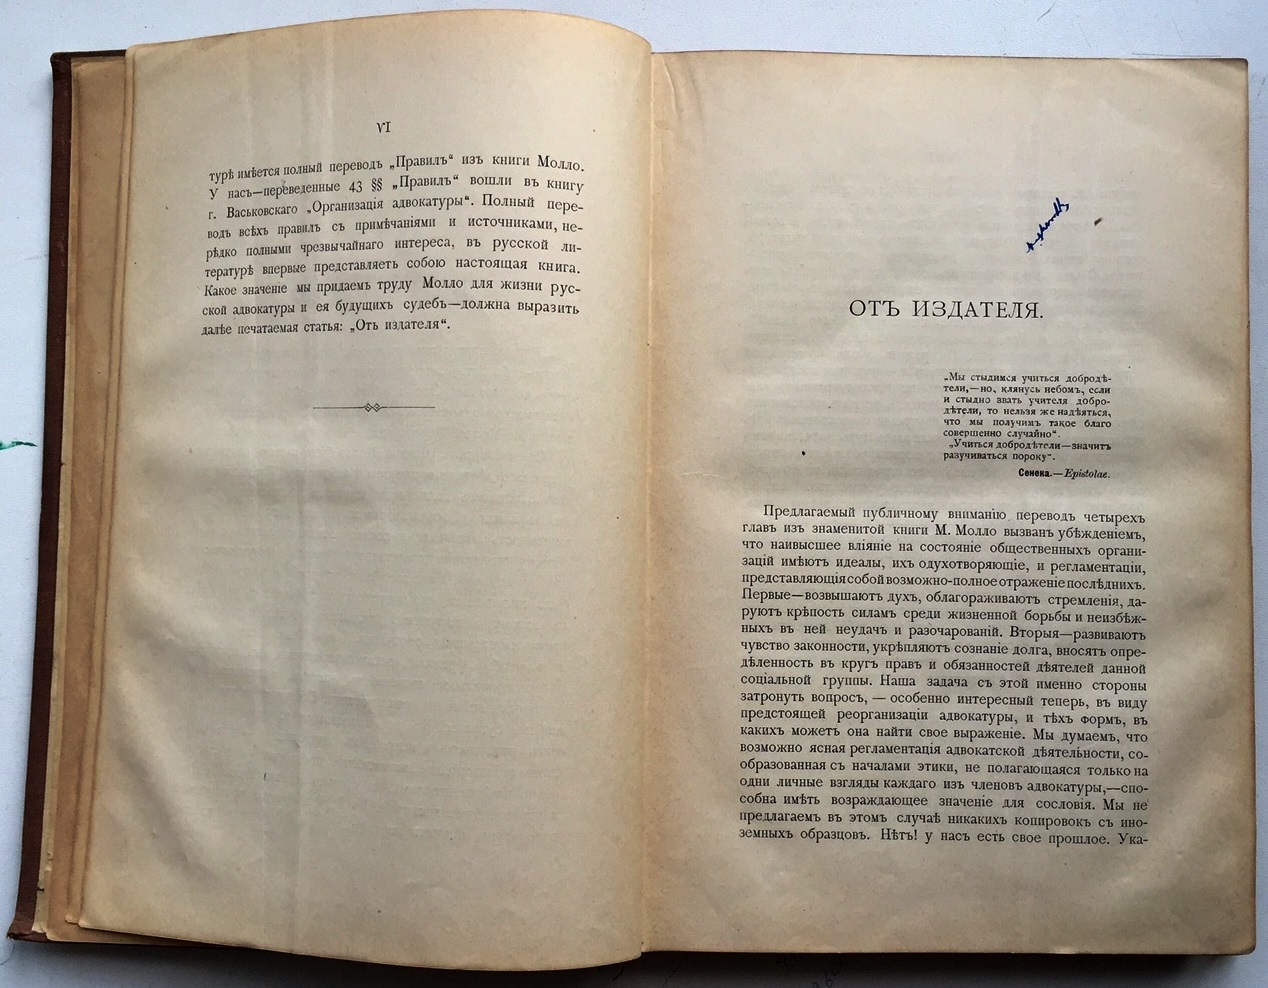 VI
турѣ имѣется полный переводъ „Правилъ“ изъ книги Молло.
У насъ—переведенные 43 §§ „Правилъ“ вошли въ книгу
г. Васьковскаго „Организація адвокатуры“. Полный пере-
водъ всѣхъ правилъ съ примѣчаніями и источниками, не-
рѣдко полными чрезвычайнаго интереса, въ русской ли-
тературѣ впервые представляетъ собою настоящая книга.
Какое значеніе мы придаемъ труду Молло для жизни рус-
ской адвокатуры и ея будущихъ судебъ—должна выразить
далѣе печатаемая статья: „Отъ издателя“.
ОТЪ ИЗДАТЕЛЯ.
„Мы стыдимся учиться добродѣ-
тели,—но, клянусь небомъ, если
и стыдно звать учителя добро-
дѣтели, то нельзя же надѣяться,
что мы получимъ такое благо
совершенно случайно“.
„Учиться добродѣтели—значитъ
разучиваться пороку“.
Сенека.—Epistolae.
Предлагаемый публичному вниманію переводъ четырехъ
главъ изъ знаменитой книги М. Молло вызванъ убѣжденіемъ,
что наивысшее вліяніе на состояніе общественныхъ органи-
зацій имѣютъ идеалы, ихъ одухотворяющіе, и регламентаціи,
представляющія собой возможно-полное отраженіе послѣднихъ.
Первые—возвышаютъ духъ, облагораживаютъ стремленія, да-
руютъ крѣпость силамъ среди жизненной борьбы и неизбѣж-
ныхъ въ ней неудачъ и разочарованій. Вторыя—развиваютъ
чувство законности, укрѣпляютъ сознаніе долга, вносятъ опре-
дѣленность въ кругъ правъ и обязанностей дѣятелей данной
соціальной группы. Наша задача съ этой именно стороны
затронуть вопросъ, — особенно интересный теперь, въ виду
предстоящей реорганизаціи адвокатуры, и тѣхъ формъ, въ
какихъ можетъ она найти свое выраженіе. Мы думаемъ, что
возможно ясная регламентація адвокатской дѣятельности, со-
образованная съ началами этики, не полагающаяся только на
одни личные взгляды каждаго изъ членовъ адвокатуры,—спо-
собна имѣть возраждающее значеніе для сословія. Мы не
предлагаемъ въ этомъ случаѣ никакихъ копировокъ съ ино-
земныхъ образцовъ. Нѣтъ! у насъ есть свое прошлое. Ука-